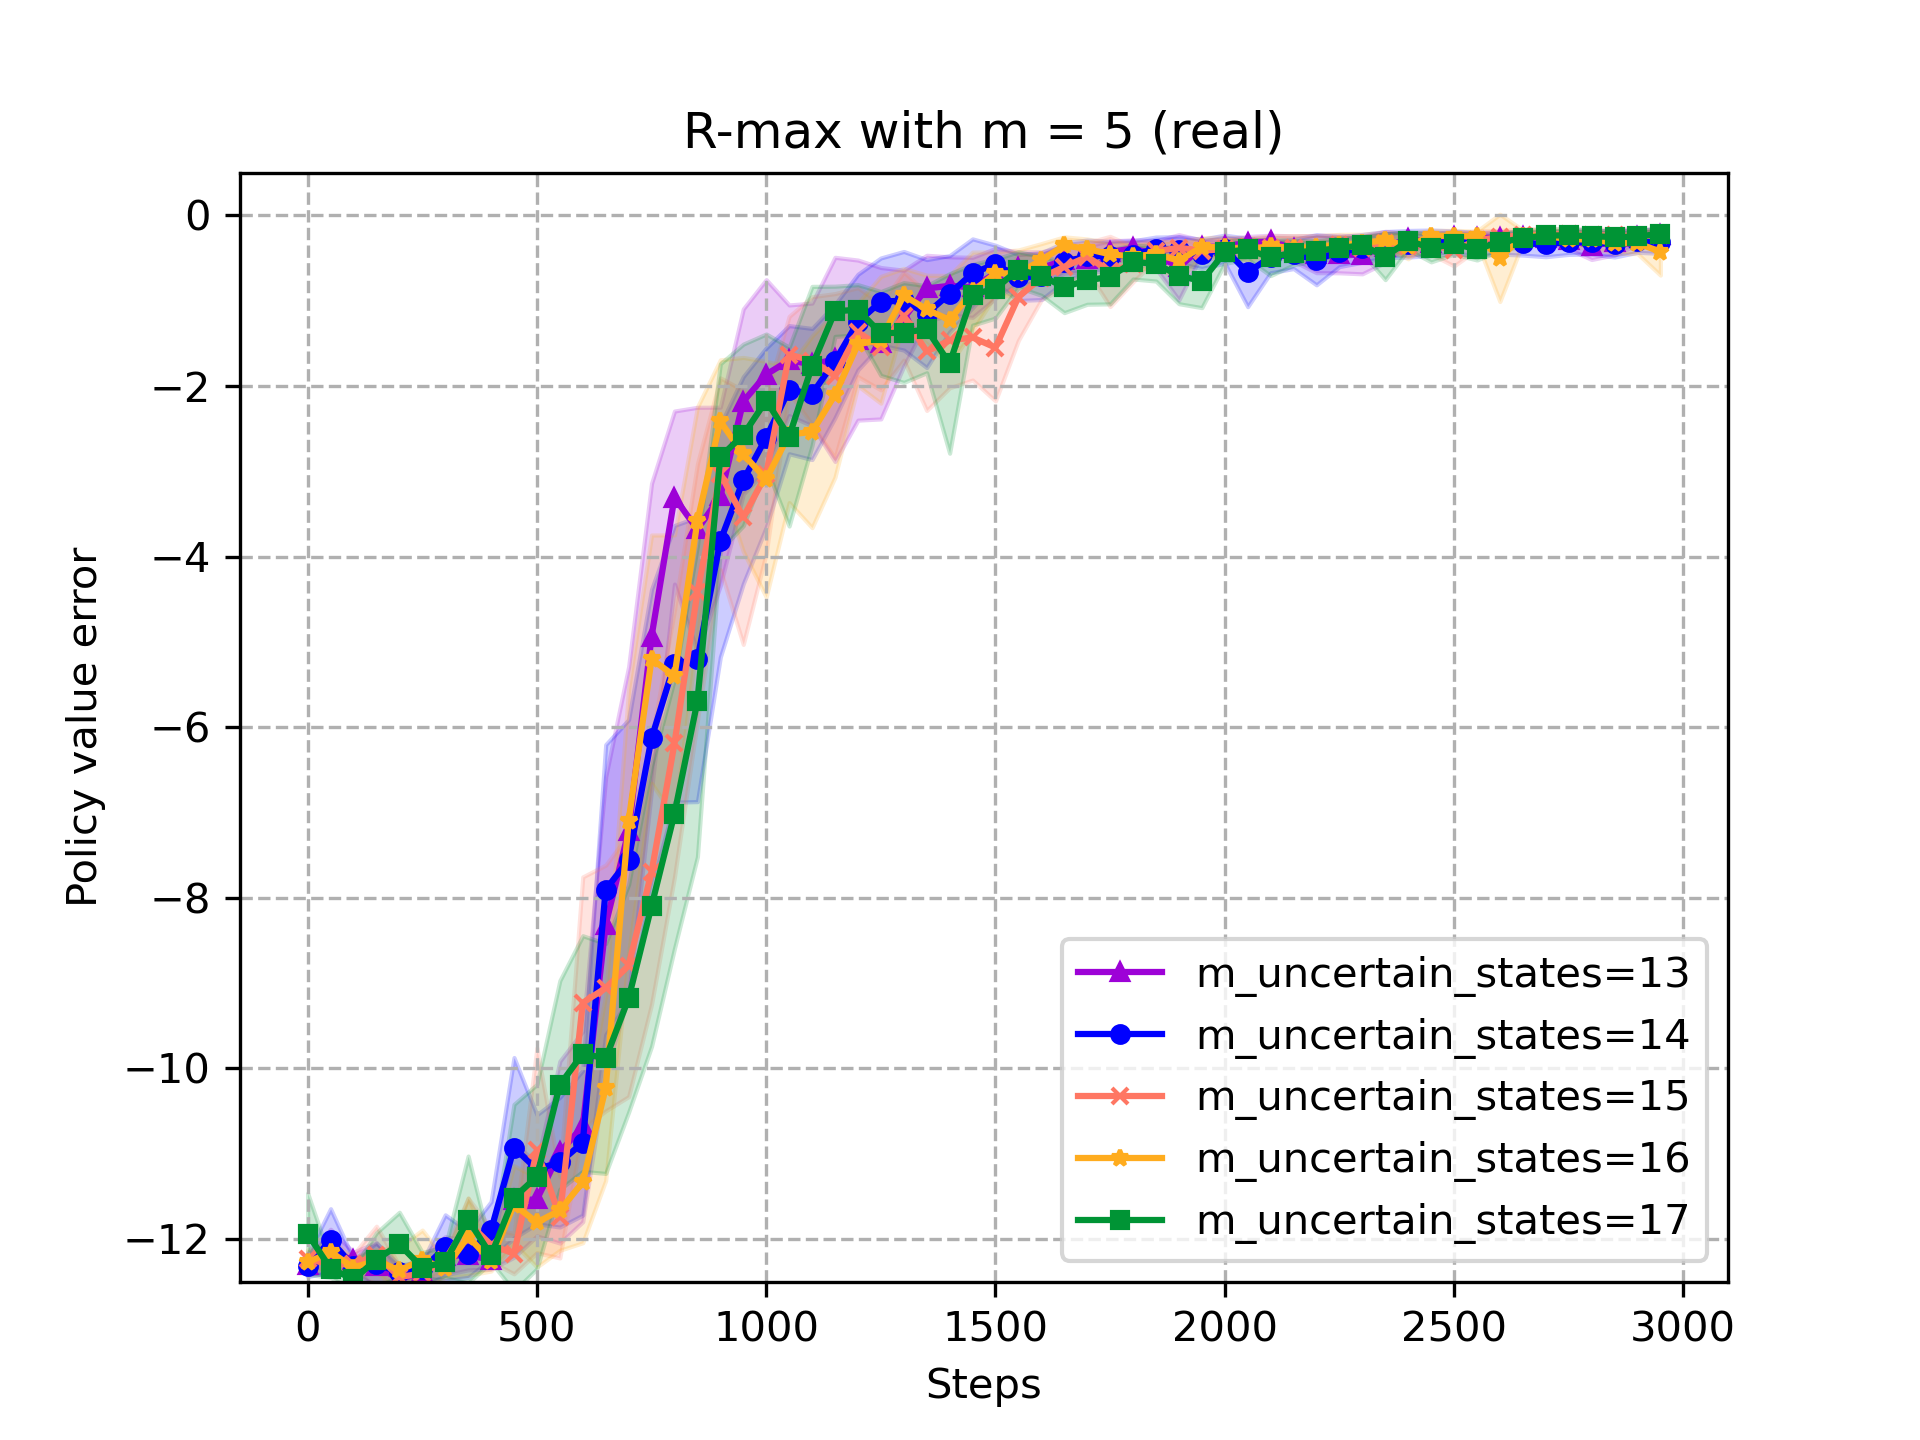 R-max with m = 5 (real)
Policy value error
0
−2
−4
−6
−8
−10
−12
m_uncertain_states=13
m_uncertain_states=14
m_uncertain_states=15
m_uncertain_states=16
m_uncertain_states=17
0 500 1000 1500 2000 2500 3000
Steps